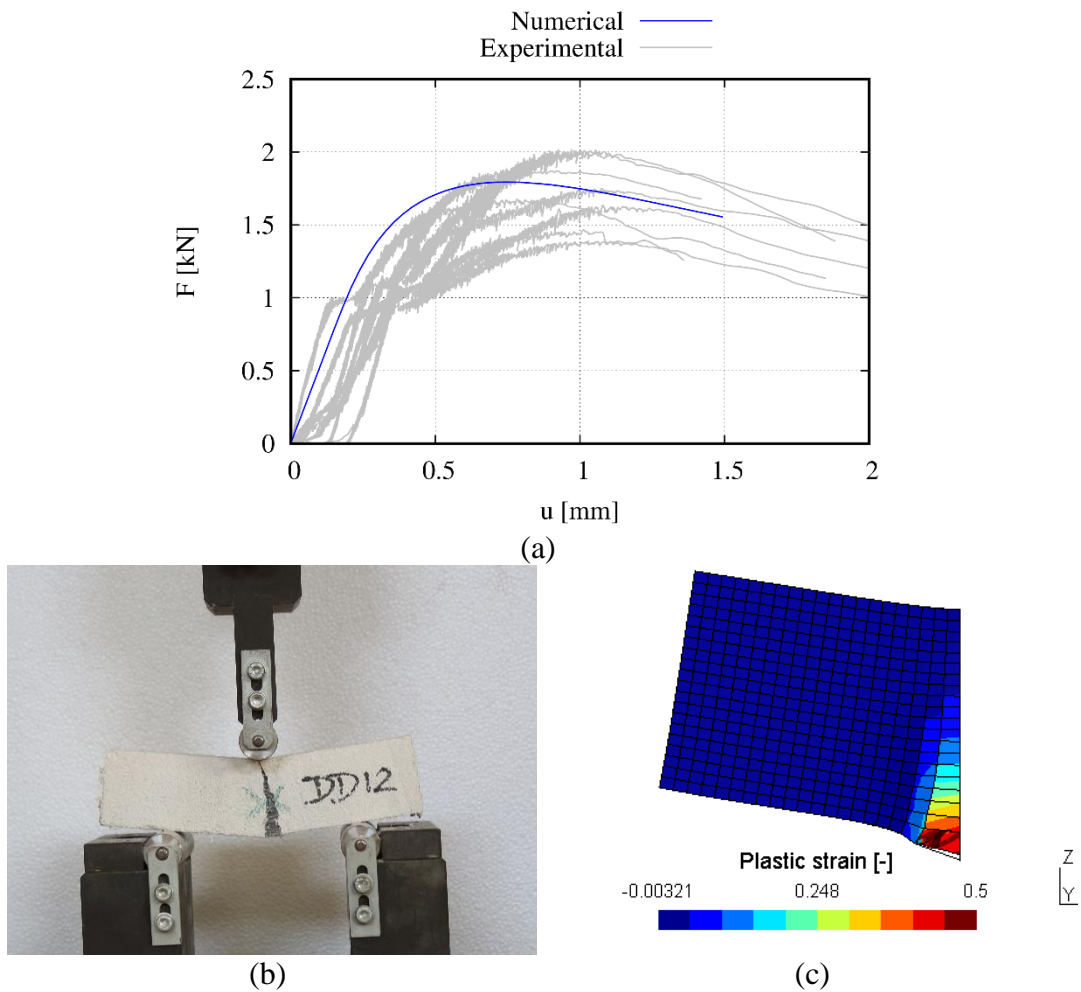 Numerical
Experimental
2.5
2
1.5
1
0.5
0
F [kN]
0 0.5 1 1.5 2
u [mm]
(a)
DD12
Plastic strain [-]
-0.00321 0.248 0.5
Z
Y
(b) (c)